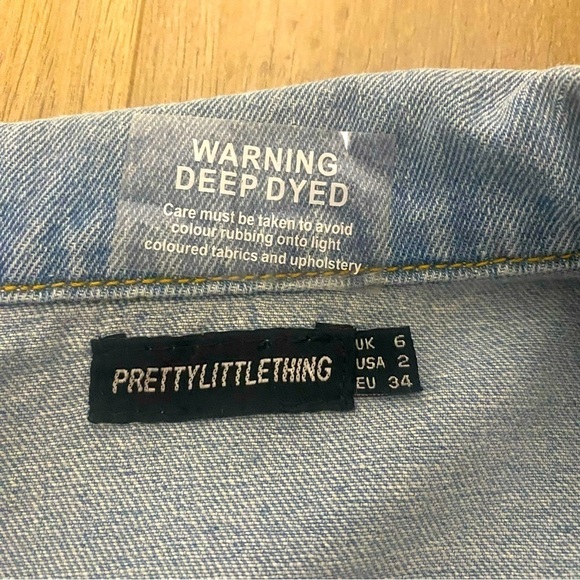 WARNING
DEEP DYED
Care must be taken to avoid
colour rubbing onto light
coloured fabrics and upholstery
PRETTYLITTLETHING
UK 6
USA 2
EU 34